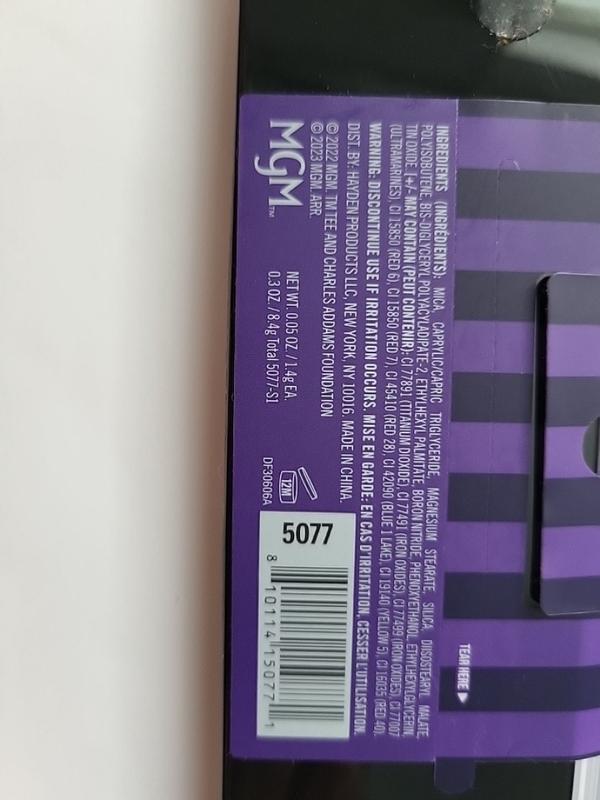 INGREDIENTS (INGRÉDIENTS): MICA, CAPRYLIC/CAPRIC TRIGLYCERIDE, MAGNESIUM STEARATE, SILICA, DIISOSTEARYL MALATE,
POLYISOBUTENE, BIS-DIGLYCERYL POLYACYLADIPATE-2, ETHYLHEXYL PALMITATE, BORON NITRIDE, PHENOXYETHANOL, ETHYLHEXYLGLYCERIN,
TIN OXIDE. [+/- MAY CONTAIN (PEUT CONTENIR): CI 77891 (TITANIUM DIOXIDE), CI 77491 (IRON OXIDES), CI 77499 (IRON OXIDES), CI 77007
(ULTRAMARINES), CI 15850 (RED 6), CI 15850 (RED 7), CI 45410 (RED 28), CI 42090 (BLUE 1 LAKE), CI 19140 (YELLOW 5), CI 16035 (RED 40).
WARNING: DISCONTINUE USE IF IRRITATION OCCURS. MISE EN GARDE: EN CAS D'IRRITATION, CESSER L'UTILISATION.
DIST. BY: HAYDEN PRODUCTS LLC, NEW YORK, NY 10016. MADE IN CHINA.
© 2022 MGM. TM TEE AND CHARLES ADDAMS FOUNDATION
© 2023 MGM. ARR.
MGM™
NET WT. 0.05 OZ. / 1.4g EA.
0.3 OZ. / 8.4g Total 5077-S1
12M
DF30606A
5077
8 10114 15077 1
TEAR HERE